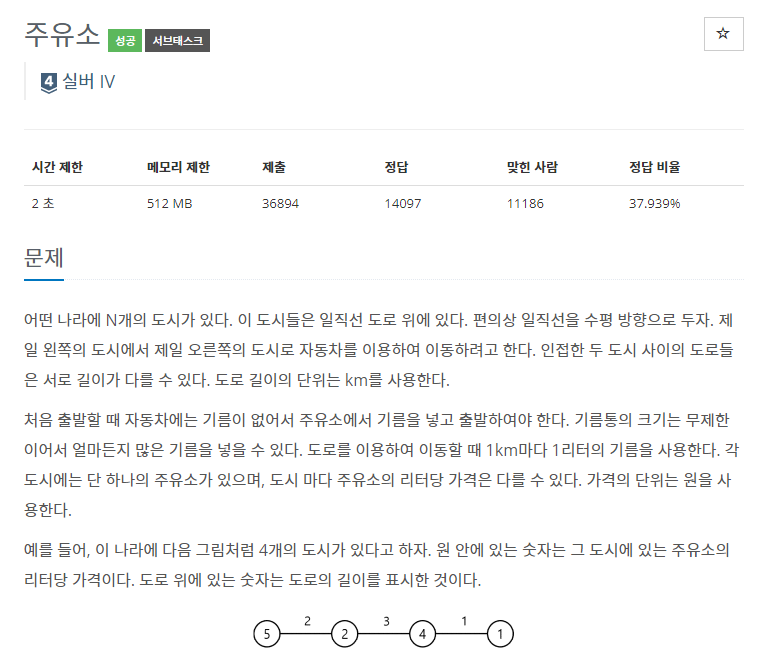 주유소 성공 서브태스크
☆
4 실버 IV
시간 제한 메모리 제한 제출 정답 맞힌 사람 정답 비율
2 초 512 MB 36894 14097 11186 37.939%
문제
어떤 나라에 N개의 도시가 있다. 이 도시들은 일직선 도로 위에 있다. 편의상 일직선을 수평 방향으로 두자. 제
일 왼쪽의 도시에서 제일 오른쪽의 도시로 자동차를 이용하여 이동하려고 한다. 인접한 두 도시 사이의 도로들
은 서로 길이가 다를 수 있다. 도로 길이의 단위는 km를 사용한다.
처음 출발할 때 자동차에는 기름이 없어서 주유소에서 기름을 넣고 출발하여야 한다. 기름통의 크기는 무제한
이어서 얼마든지 많은 기름을 넣을 수 있다. 도로를 이용하여 이동할 때 1km마다 1리터의 기름을 사용한다. 각
도시에는 단 하나의 주유소가 있으며, 도시 마다 주유소의 리터당 가격은 다를 수 있다. 가격의 단위는 원을 사
용한다.
예를 들어, 이 나라에 다음 그림처럼 4개의 도시가 있다고 하자. 원 안에 있는 숫자는 그 도시에 있는 주유소의
리터당 가격이다. 도로 위에 있는 숫자는 도로의 길이를 표시한 것이다.
2 3 1
5 2 4 1